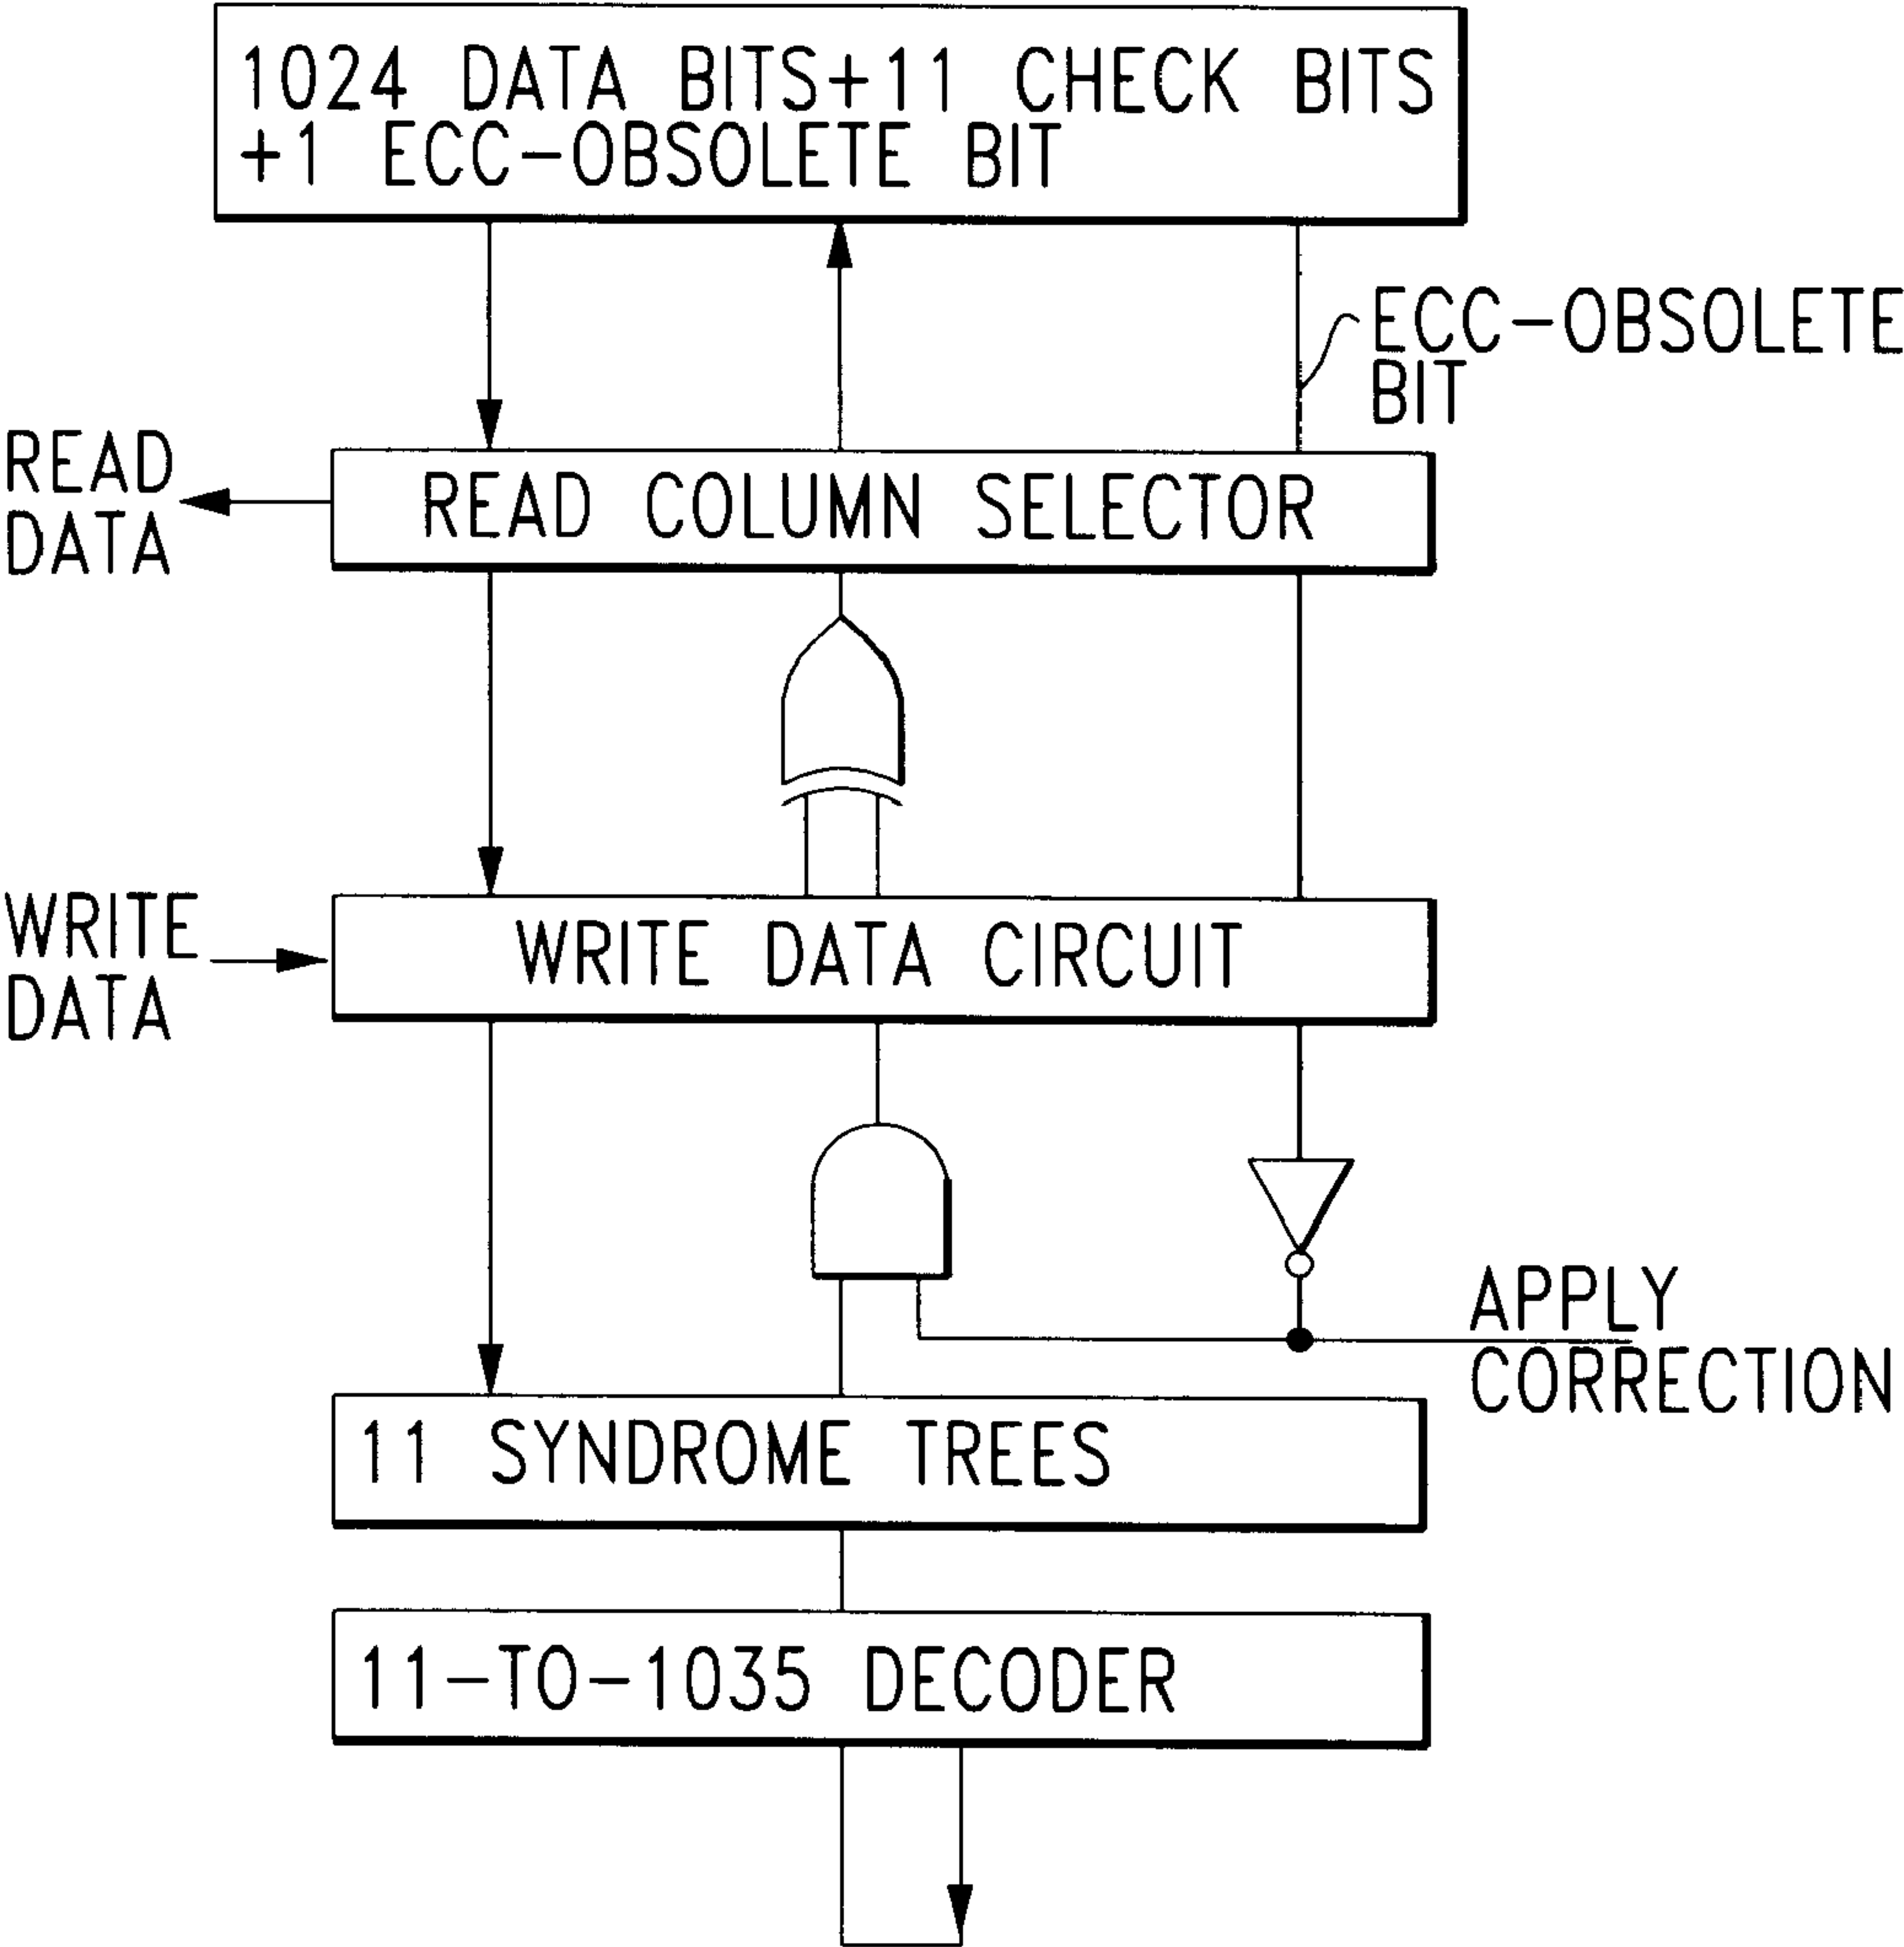 1024 DATA BITS+11 CHECK BITS
+1 ECC-OBSOLETE BIT
ECC-OBSOLETE
BIT
READ
DATA
READ COLUMN SELECTOR
WRITE
DATA
WRITE DATA CIRCUIT
APPLY
CORRECTION
11 SYNDROME TREES
11-TO-1035 DECODER